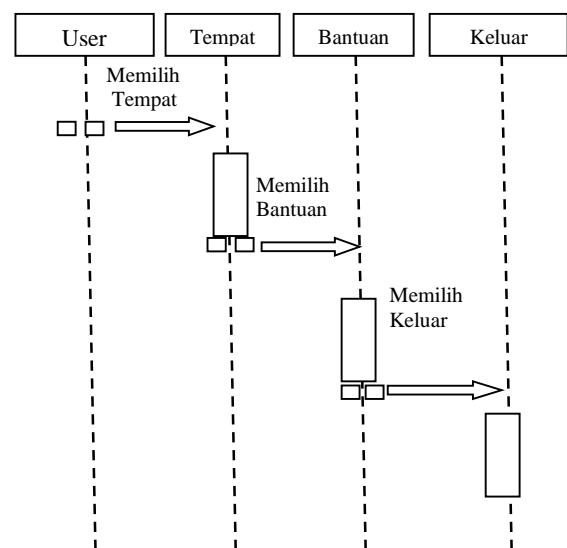 User
Tempat
Bantuan
Keluar
Memilih
Tempat
Memilih
Bantuan
Memilih
Keluar